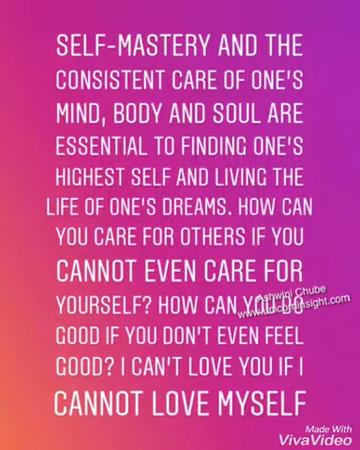 SELF-MASTERY AND THE
CONSISTENT CARE OF ONE'S
MIND, BODY AND SOUL ARE
ESSENTIAL TO FINDING ONE'S
HIGHEST SELF AND LIVING THE
LIFE OF ONE'S DREAMS. HOW CAN
YOU CARE FOR OTHERS IF YOU
CANNOT EVEN CARE FOR
YOURSELF? HOW CAN YOU DO
Ashwini Chube
www.unicorninsight.com
GOOD IF YOU DON'T EVEN FEEL
GOOD? I CAN'T LOVE YOU IF I
CANNOT LOVE MYSELF
Made With
VivaVideo